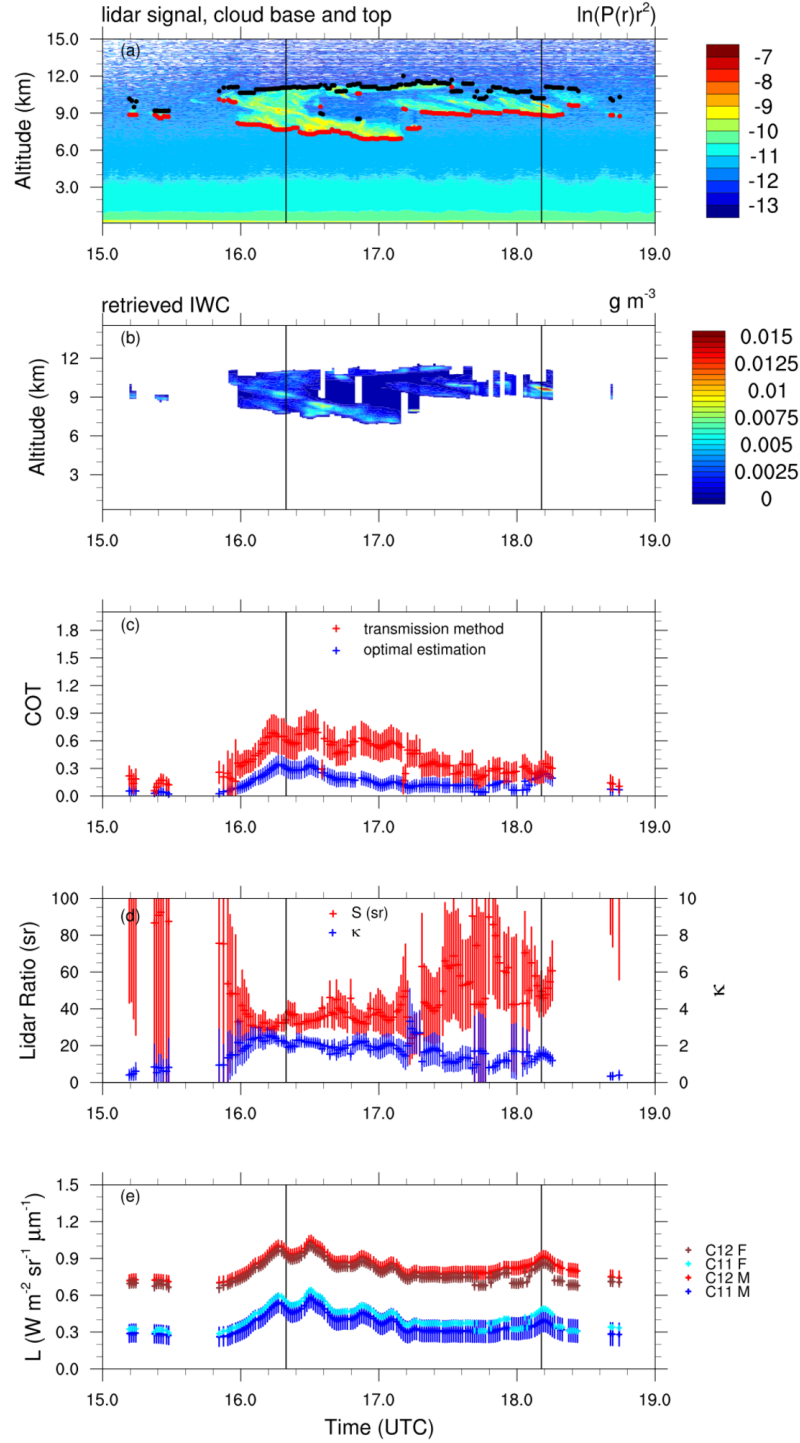 lidar signal, cloud base and top ln(P(r)r²)
(a)
Altitude (km)
15.0
12.0
9.0
6.0
3.0
15.0 16.0 17.0 18.0 19.0
-7
-8
-9
-10
-11
-12
-13
retrieved IWC g m⁻³
(b)
Altitude (km)
12
9
6
3
15.0 16.0 17.0 18.0 19.0
0.015
0.0125
0.01
0.0075
0.005
0.0025
0
(c)
transmission method
optimal estimation
COT
1.8
1.5
1.2
0.9
0.6
0.3
0.0
15.0 16.0 17.0 18.0 19.0
(d)
S (sr)
κ
Lidar Ratio (sr)
100
80
60
40
20
0
10
8
6
4
2
0
κ
15.0 16.0 17.0 18.0 19.0
(e)
L (W m⁻² sr⁻¹ μm⁻¹)
1.5
1.2
0.9
0.6
0.3
0.0
15.0 16.0 17.0 18.0 19.0
Time (UTC)
C12 F
C11 F
C12 M
C11 M